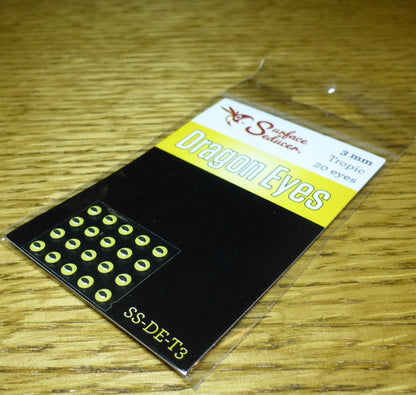 Surface
Seducer
3 mm
Tropic
20 eyes
Dragon Eyes
SS-DE-T3